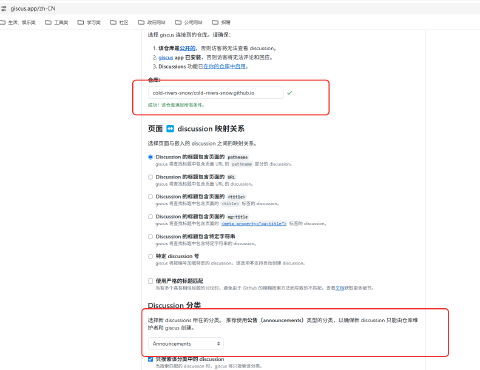 giscus.app/zh-CN
生活、娱乐 工具类 学习类 社区 政府网站 公司网站 邮箱
选择 giscus 连接到的仓库。请确保：
1. 该仓库是公开的，否则访客将无法查看 discussion。
2. giscus app 已安装，否则访客将无法评论和回应。
3. Discussions 功能已在你的仓库中启用。
仓库：
cold-rivers-snow/cold-rivers-snow.github.io
成功！该仓库满足所有条件。
页面 ↔️ discussion 映射关系
选择页面与嵌入的 discussion 之间的映射关系。
Discussion 的标题包含页面的 pathname
giscus 将查找标题中包含页面 URL 的 pathname 部分的 discussion。
Discussion 的标题包含页面的 URL
giscus 将查找标题中包含页面 URL 的 discussion。
Discussion 的标题包含页面的 <title>
giscus 将查找标题中包含页面的 <title> 标签的 discussion。
Discussion 的标题包含页面的 og:title
giscus 将查找标题中包含页面的 <meta property="og:title"> 标签的 discussion。
Discussion 的标题包含特定字符串
giscus 将查找标题中包含特定字符串的 discussion。
特定 discussion 号
giscus 将按编号加载特定的 discussion。该选项不支持自动创建 discussion。
使用严格的标题匹配
Discussion 分类
选择新 discussions 所在的分类。 推荐使用公告（announcements）类型的分类，以确保新 discussion 只能由仓库维
护者和 giscus 创建。
Announcements
只搜索该分类中的 discussion